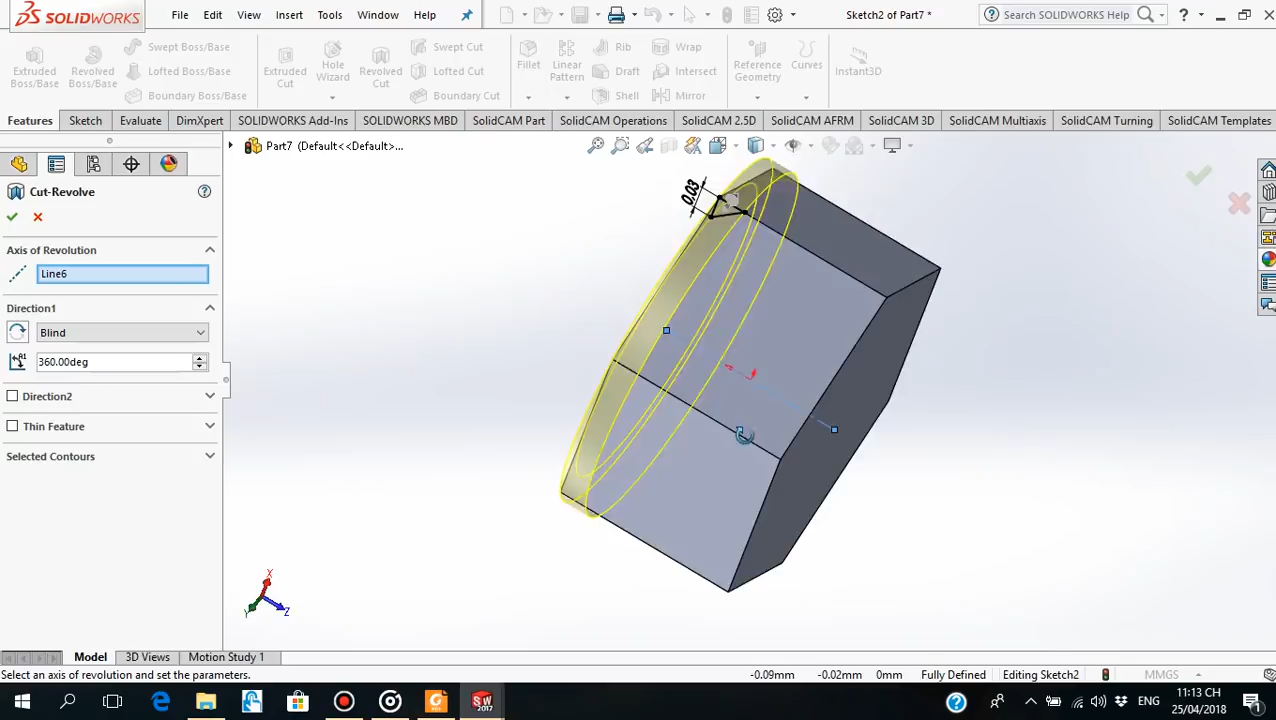 3S SOLIDWORKS File Edit View Insert Tools Window Help Sketch2 of Part7 * Search SOLIDWORKS Help ?
Extruded Boss/Base
Revolved Boss/Base
Swept Boss/Base
Lofted Boss/Base
Boundary Boss/Base
Extruded Cut
Hole Wizard
Revolved Cut
Swept Cut
Lofted Cut
Boundary Cut
Fillet
Linear Pattern
Rib
Draft
Shell
Wrap
Intersect
Mirror
Reference Geometry
Curves
Instant3D
Features Sketch Evaluate DimXpert SOLIDWORKS Add-Ins SOLIDWORKS MBD SolidCAM Part SolidCAM Operations SolidCAM 2.5D SolidCAM AFRM SolidCAM 3D SolidCAM Multiaxis SolidCAM Turning SolidCAM Templates
Part7 (Default<<Default>...
Cut-Revolve
Axis of Revolution
Line6
Direction1
Blind
360.00deg
Direction2
Thin Feature
Selected Contours
0.03
X
Y
Z
Model 3D Views Motion Study 1
Select an axis of revolution and set the parameters. -0.09mm -0.02mm 0mm Fully Defined Editing Sketch2 MMGS
SW 2017
ENG
11:13 CH
25/04/2018
1